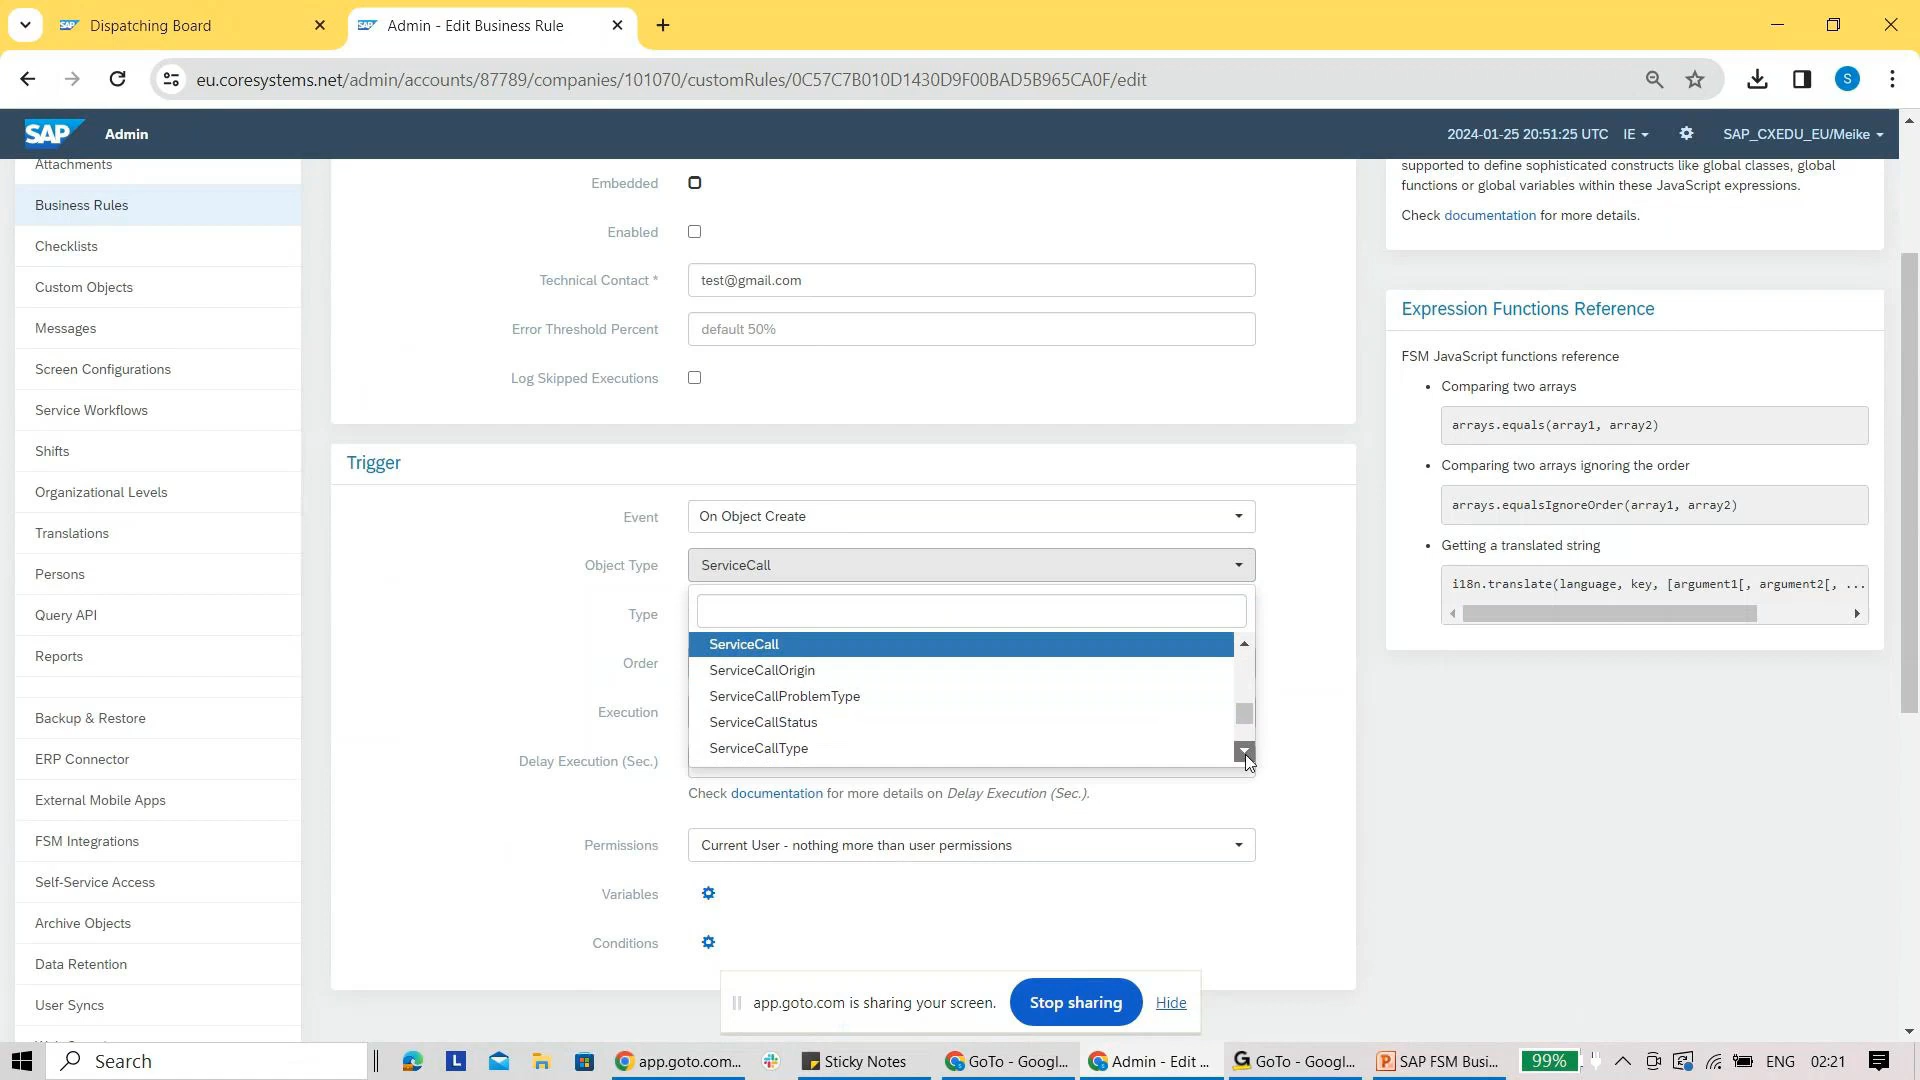 SAP Dispatching Board
SAP Admin - Edit Business Rule
eu.coresystems.net/admin/accounts/87789/companies/101070/customRules/0C57C7B010D1430D9F00BAD5B965CA0F/edit
S
SAP Admin
2024-01-25 20:51:25 UTC IE SAP_CXEDU_EU/Meike
Attachments
Business Rules
Checklists
Custom Objects
Messages
Screen Configurations
Service Workflows
Shifts
Organizational Levels
Translations
Persons
Query API
Reports
Backup & Restore
ERP Connector
External Mobile Apps
FSM Integrations
Self-Service Access
Archive Objects
Data Retention
User Syncs
Embedded
Enabled
Technical Contact * test@gmail.com
Error Threshold Percent default 50%
Log Skipped Executions
Trigger
Event On Object Create
Object Type ServiceCall
Type
ServiceCall
ServiceCallOrigin
Order
ServiceCallProblemType
Execution
ServiceCallStatus
ServiceCallType
Delay Execution (Sec.)
Check documentation for more details on Delay Execution (Sec.).
Permissions Current User - nothing more than user permissions
Variables
Conditions
supported to define sophisticated constructs like global classes, global
functions or global variables within these JavaScript expressions.
Check documentation for more details.
Expression Functions Reference
FSM JavaScript functions reference
• Comparing two arrays
arrays.equals(array1, array2)
• Comparing two arrays ignoring the order
arrays.equalsIgnoreOrder(array1, array2)
• Getting a translated string
i18n.translate(language, key, [argument1[, argument2[, ...
app.goto.com is sharing your screen. Stop sharing Hide
Search
L
app.goto.com...
Sticky Notes
GoTo - Googl...
Admin - Edit ...
GoTo - Googl...
SAP FSM Busi...
99%
ENG
02:21